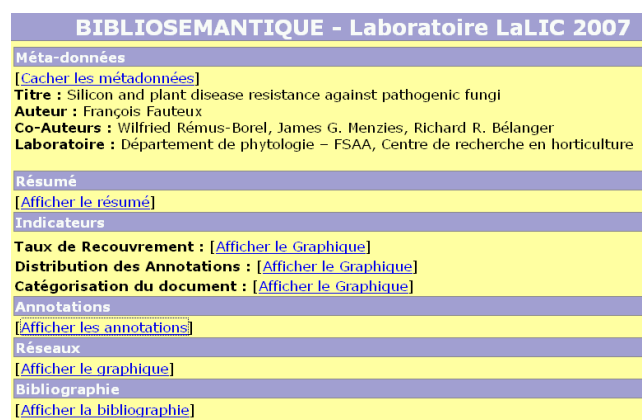 BIBLIOSEMANTIQUE - Laboratoire LaLIC 2007
Méta-données
[Cacher les métadonnées]
Titre : Silicon and plant disease resistance against pathogenic fungi
Auteur : François Fauteux
Co-Auteurs : Wilfried Rémus-Borel, James G. Menzies, Richard R. Bélanger
Laboratoire : Département de phytologie – FSAA, Centre de recherche en horticulture
Résumé
[Afficher le résumé]
Indicateurs
Taux de Recouvrement : [Afficher le Graphique]
Distribution des Annotations : [Afficher le Graphique]
Catégorisation du document : [Afficher le Graphique]
Annotations
[Afficher les annotations]
Réseaux
[Afficher le graphique]
Bibliographie
[Afficher la bibliographie]